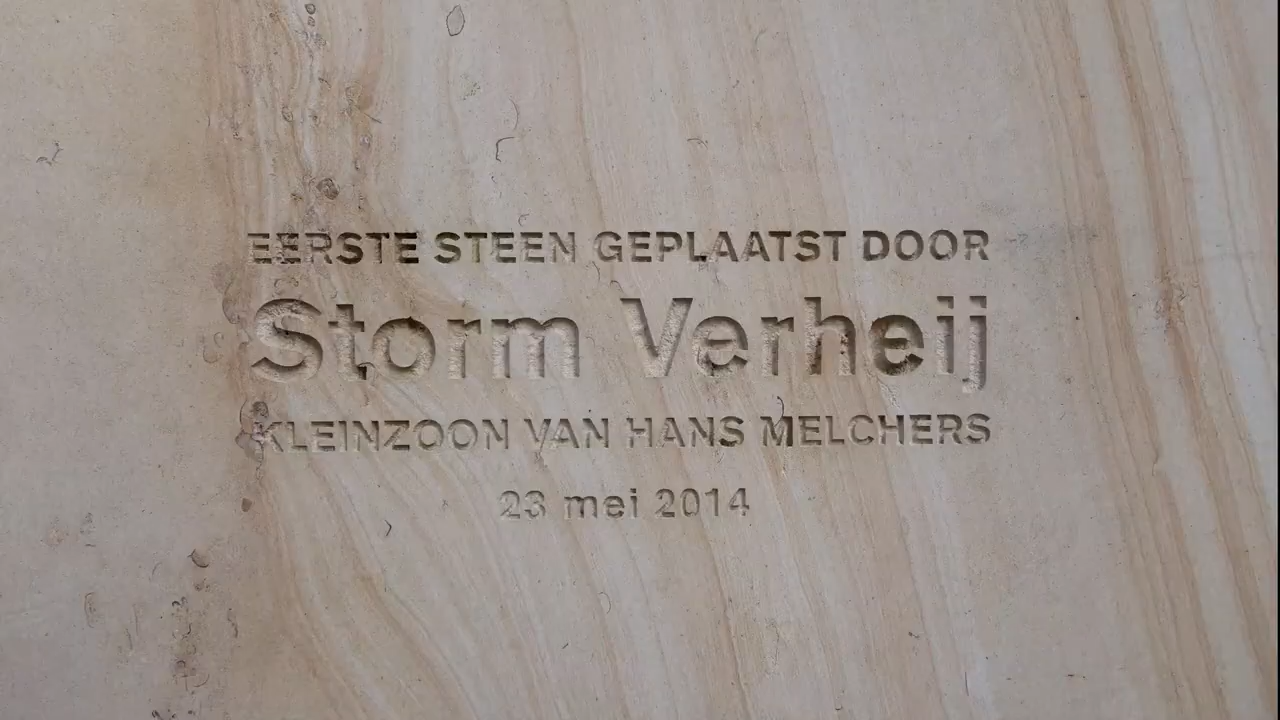 EERSTE STEEN GEPLAATST DOOR
Storm Verheij
KLEINZOON VAN HANS MELCHERS
23 mei 2014